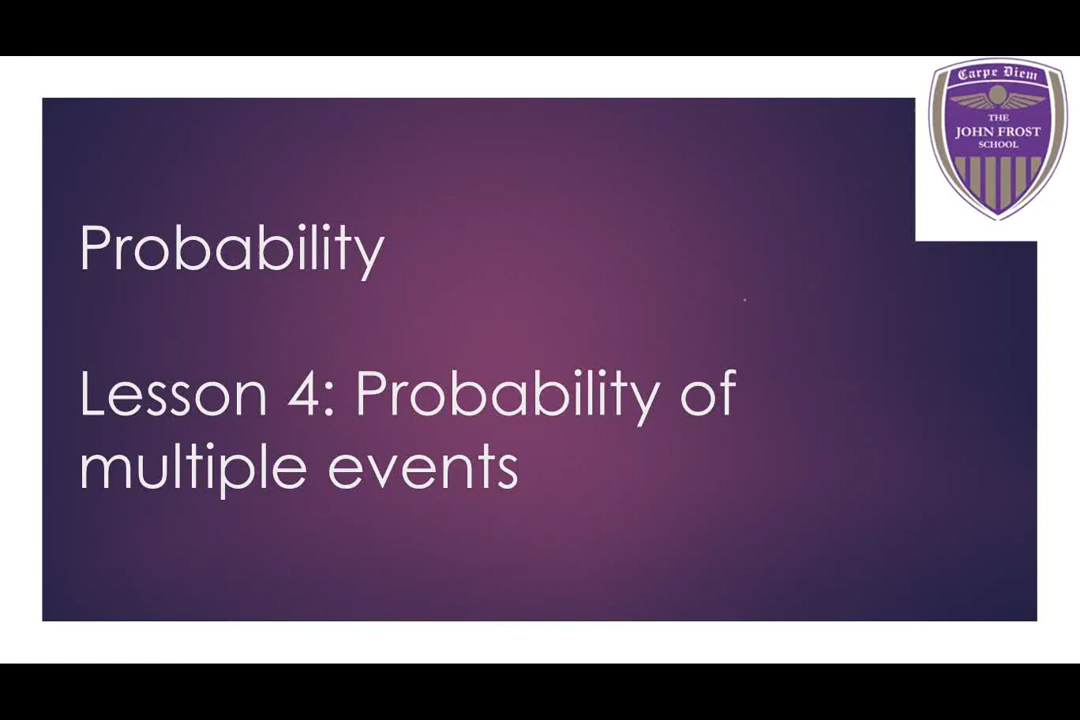 Carpe Diem
THE
JOHN FROST
SCHOOL
Probability
Lesson 4: Probability of
multiple events